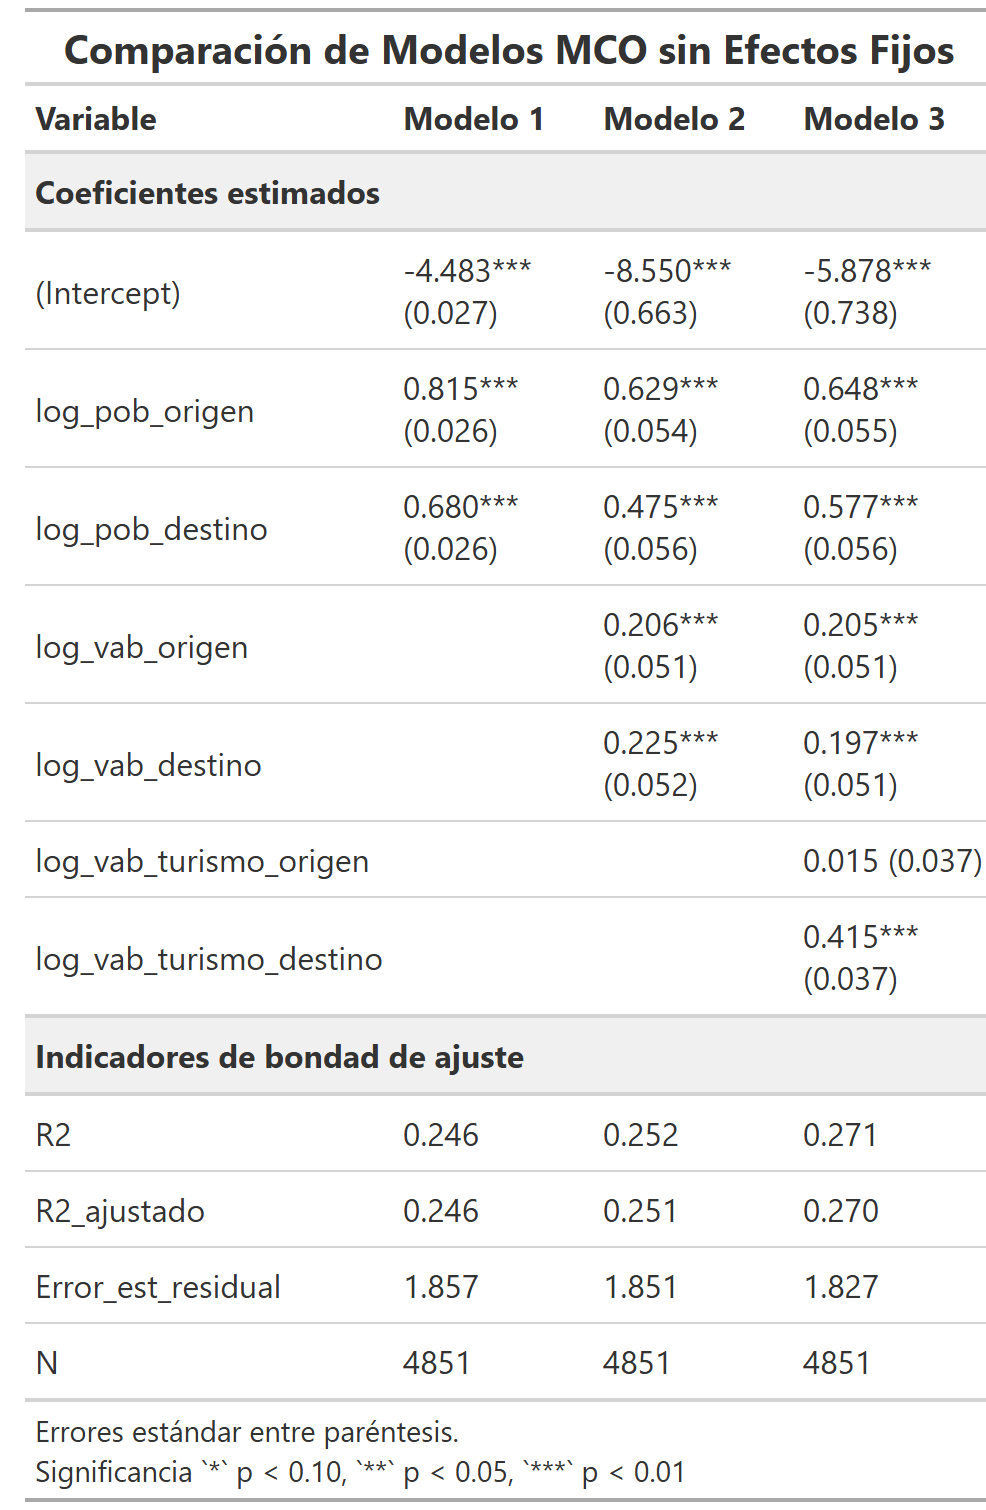 Comparación de Modelos MCO sin Efectos Fijos
Variable Modelo 1 Modelo 2 Modelo 3
Coeficientes estimados
(Intercept) -4.483*** (0.027) -8.550*** (0.663) -5.878*** (0.738)
log_pob_origen 0.815*** (0.026) 0.629*** (0.054) 0.648*** (0.055)
log_pob_destino 0.680*** (0.026) 0.475*** (0.056) 0.577*** (0.056)
log_vab_origen 0.206*** (0.051) 0.205*** (0.051)
log_vab_destino 0.225*** (0.052) 0.197*** (0.051)
log_vab_turismo_origen 0.015 (0.037)
log_vab_turismo_destino 0.415*** (0.037)
Indicadores de bondad de ajuste
R2 0.246 0.252 0.271
R2_ajustado 0.246 0.251 0.270
Error_est_residual 1.857 1.851 1.827
N 4851 4851 4851
Errores estándar entre paréntesis.
Significancia `*` p < 0.10, `**` p < 0.05, `***` p < 0.01